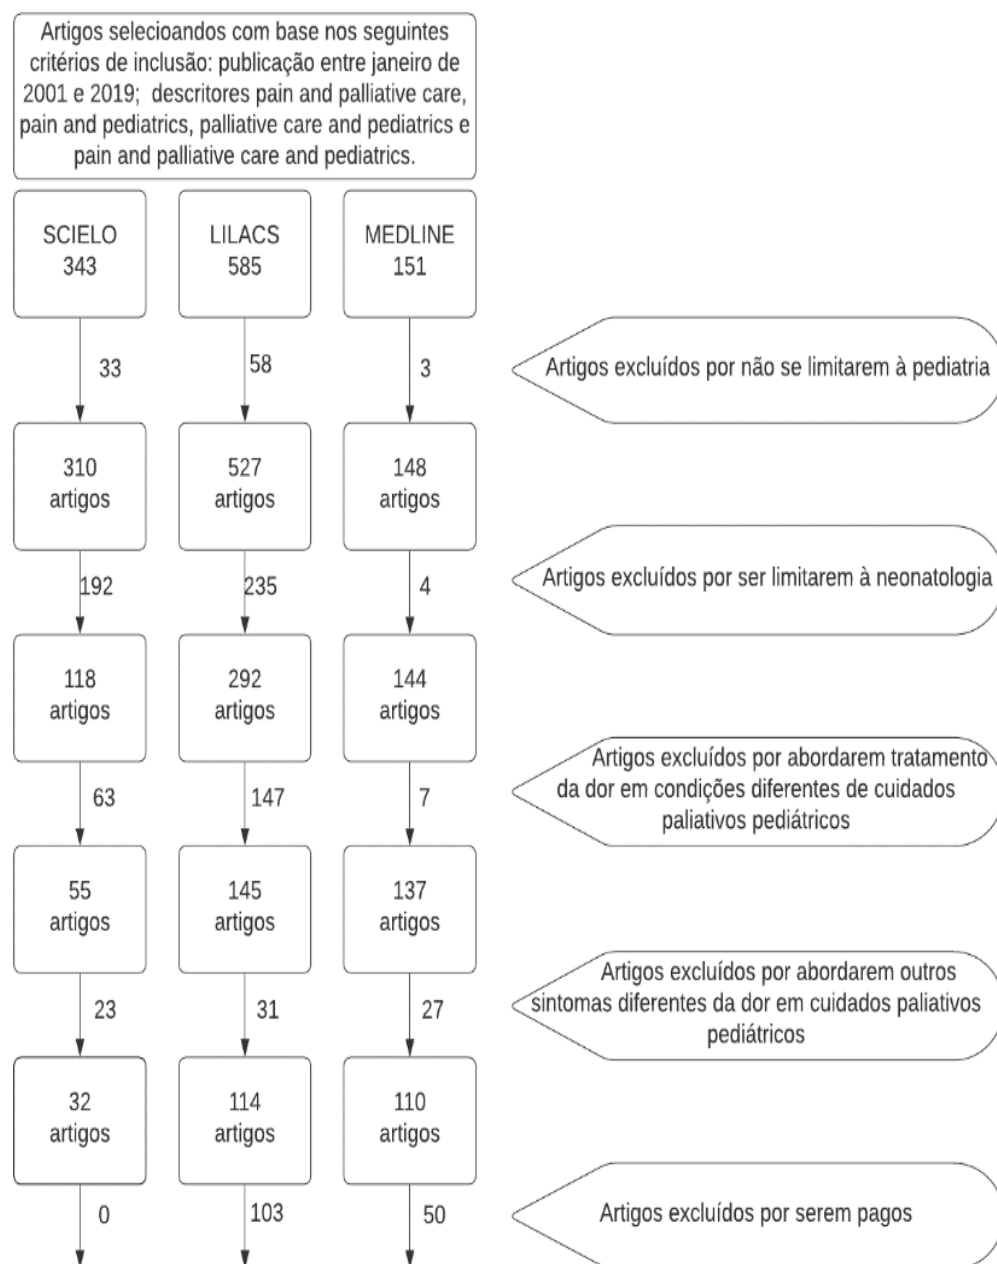 Artigos selecioandos com base nos seguintes
critérios de inclusão: publicação entre janeiro de
2001 e 2019; descritores pain and palliative care,
pain and pediatrics, palliative care and pediatrics e
pain and palliative care and pediatrics.
SCIELO
343
LILACS
585
MEDLINE
151
33
58
3
Artigos excluídos por não se limitarem à pediatria
310
artigos
527
artigos
148
artigos
192
235
4
Artigos excluídos por ser limitarem à neonatologia
118
artigos
292
artigos
144
artigos
63
147
7
Artigos excluídos por abordarem tratamento
da dor em condições diferentes de cuidados
paliativos pediátricos
55
artigos
145
artigos
137
artigos
23
31
27
Artigos excluídos por abordarem outros
sintomas diferentes da dor em cuidados paliativos
pediátricos
32
artigos
114
artigos
110
artigos
0
103
50
Artigos excluídos por serem pagos